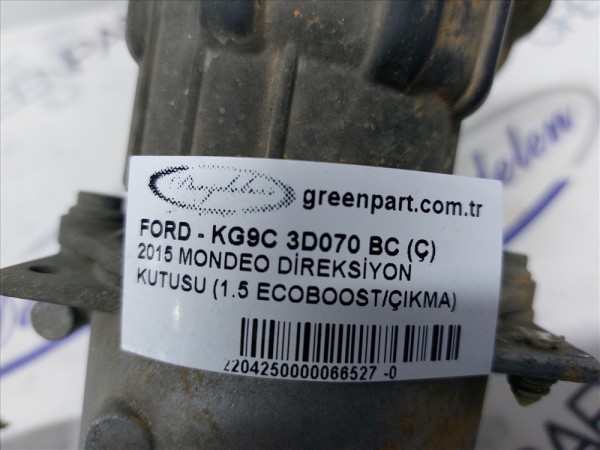 greenpart.com.tr
FORD - KG9C 3D070 BC (Ç)
2015 MONDEO DİREKSİYON
KUTUSU (1.5 ECOBOOST/ÇIKMA)
2204250000066527 -0